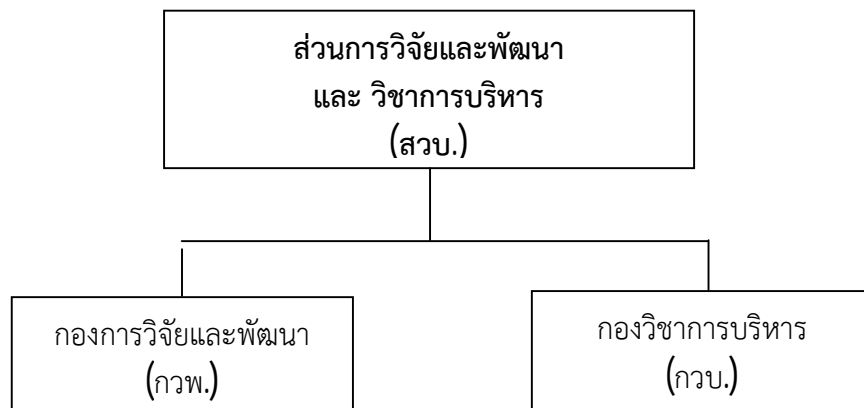 ส่วนการวิจัยและพัฒนา
และ วิชาการบริหาร
(สวบ.)
กองการวิจัยและพัฒนา
(กวพ.)
กองวิชาการบริหาร
(กวบ.)